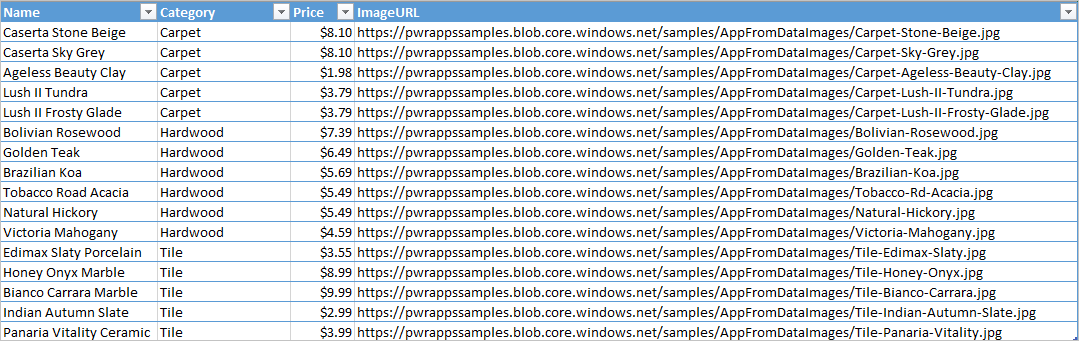 Name Category Price ImageURL
Caserta Stone Beige Carpet $8.10 https://pwrappssamples.blob.core.windows.net/samples/AppFromDataImages/Carpet-Stone-Beige.jpg
Caserta Sky Grey Carpet $8.10 https://pwrappssamples.blob.core.windows.net/samples/AppFromDataImages/Carpet-Sky-Grey.jpg
Ageless Beauty Clay Carpet $1.98 https://pwrappssamples.blob.core.windows.net/samples/AppFromDataImages/Carpet-Ageless-Beauty-Clay.jpg
Lush II Tundra Carpet $3.79 https://pwrappssamples.blob.core.windows.net/samples/AppFromDataImages/Carpet-Lush-II-Tundra.jpg
Lush II Frosty Glade Carpet $3.79 https://pwrappssamples.blob.core.windows.net/samples/AppFromDataImages/Carpet-Lush-II-Frosty-Glade.jpg
Bolivian Rosewood Hardwood $7.39 https://pwrappssamples.blob.core.windows.net/samples/AppFromDataImages/Bolivian-Rosewood.jpg
Golden Teak Hardwood $6.49 https://pwrappssamples.blob.core.windows.net/samples/AppFromDataImages/Golden-Teak.jpg
Brazilian Koa Hardwood $5.69 https://pwrappssamples.blob.core.windows.net/samples/AppFromDataImages/Brazilian-Koa.jpg
Tobacco Road Acacia Hardwood $5.49 https://pwrappssamples.blob.core.windows.net/samples/AppFromDataImages/Tobacco-Rd-Acacia.jpg
Natural Hickory Hardwood $5.49 https://pwrappssamples.blob.core.windows.net/samples/AppFromDataImages/Natural-Hickory.jpg
Victoria Mahogany Hardwood $4.59 https://pwrappssamples.blob.core.windows.net/samples/AppFromDataImages/Victoria-Mahogany.jpg
Edimax Slaty Porcelain Tile $3.55 https://pwrappssamples.blob.core.windows.net/samples/AppFromDataImages/Tile-Edimax-Slaty.jpg
Honey Onyx Marble Tile $8.99 https://pwrappssamples.blob.core.windows.net/samples/AppFromDataImages/Tile-Honey-Onyx.jpg
Bianco Carrara Marble Tile $9.99 https://pwrappssamples.blob.core.windows.net/samples/AppFromDataImages/Tile-Bianco-Carrara.jpg
Indian Autumn Slate Tile $2.99 https://pwrappssamples.blob.core.windows.net/samples/AppFromDataImages/Tile-Indian-Autumn-Slate.jpg
Panaria Vitality Ceramic Tile $3.99 https://pwrappssamples.blob.core.windows.net/samples/AppFromDataImages/Tile-Panaria-Vitality.jpg